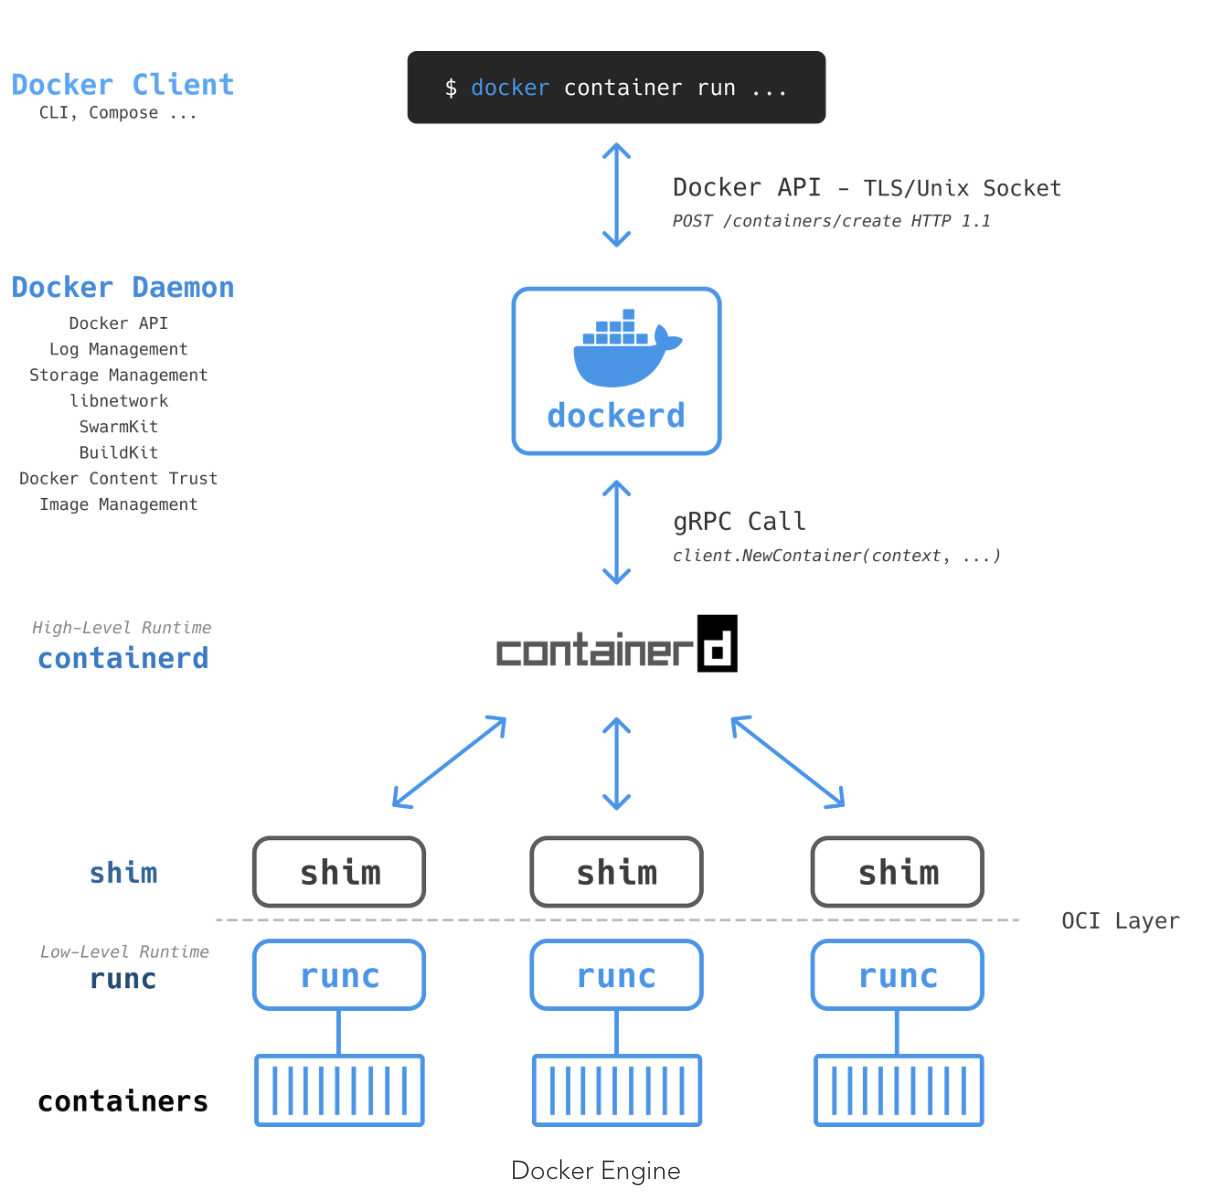 $ docker container run ...
Docker Client
CLI, Compose ...
Docker API - TLS/Unix Socket
POST /containers/create HTTP 1.1
Docker Daemon
Docker API
Log Management
Storage Management
libnetwork
SwarmKit
BuildKit
Docker Content Trust
Image Management
dockerd
gRPC Call
client.NewContainer(context, ...)
High-Level Runtime
containerd
containerd
shim
shim shim shim
OCI Layer
Low-Level Runtime
runc
runc runc runc
containers
Docker Engine